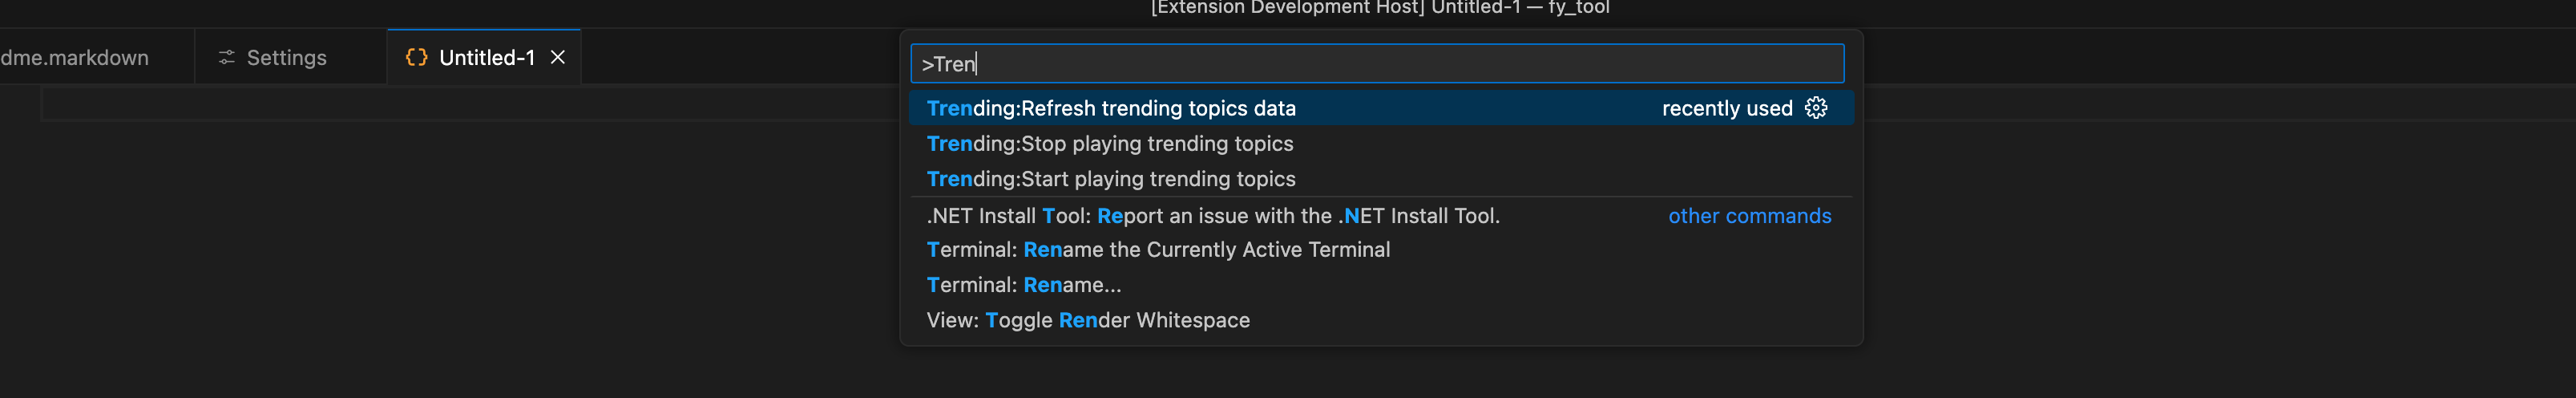 [Extension Development Host] Untitled-1 — fy_tool
dme.markdown
Settings
{} Untitled-1
>Tren
Trending:Refresh trending topics data recently used
Trending:Stop playing trending topics
Trending:Start playing trending topics
.NET Install Tool: Report an issue with the .NET Install Tool. other commands
Terminal: Rename the Currently Active Terminal
Terminal: Rename...
View: Toggle Render Whitespace